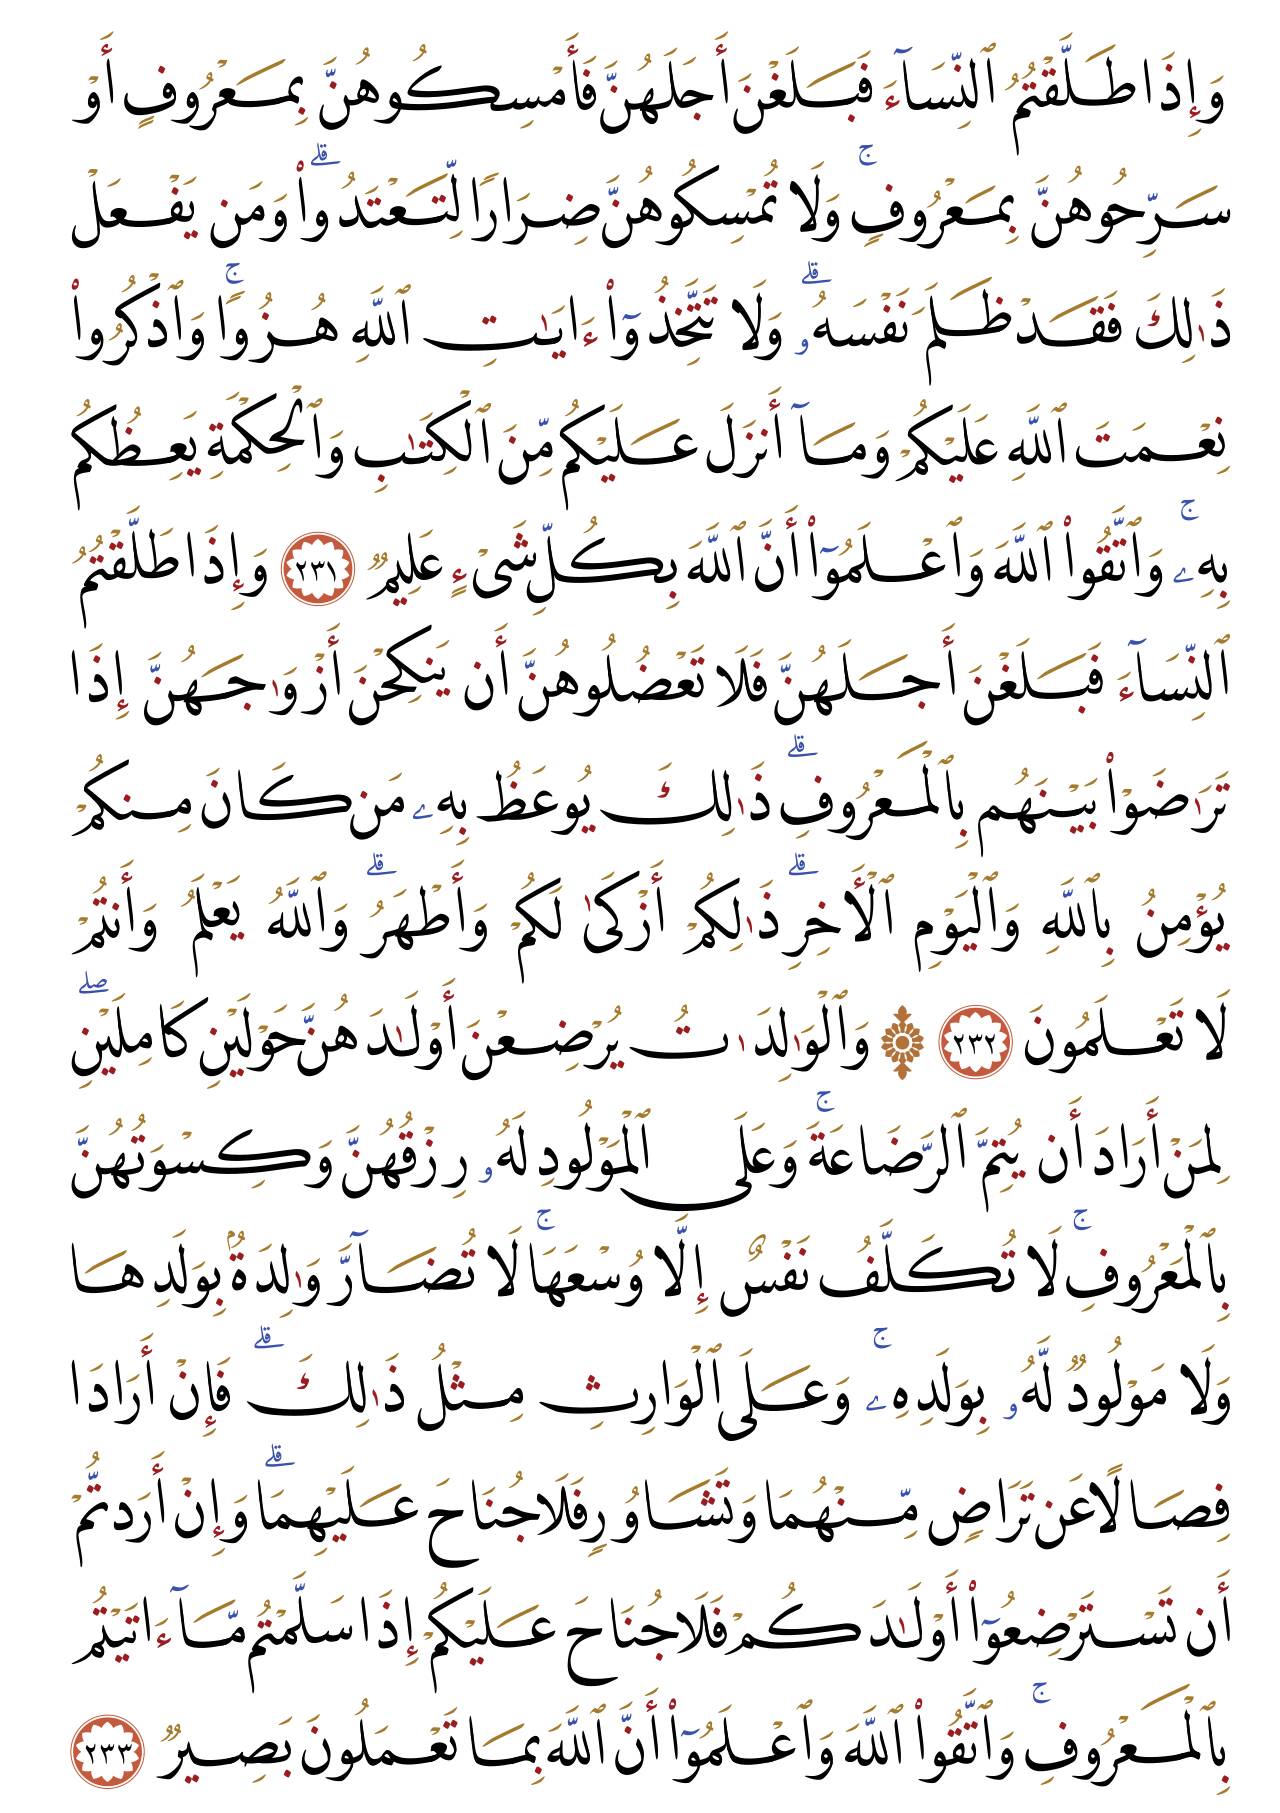 وَإِذَا طَلَّقْتُمُ ٱلنِّسَآءَ فَبَلَغْنَ أَجَلَهُنَّ فَأَمْسِكُوهُنَّ بِمَعْرُوفٍ أَوْ
سَرِّحُوهُنَّ بِمَعْرُوفٍۚ وَلَا تُمْسِكُوهُنَّ ضِرَارًا لِّتَعْتَدُوا۟ۗ وَمَن يَفْعَلْ
ذَٰلِكَ فَقَدْ ظَلَمَ نَفْسَهُۥۗ وَلَا تَتَّخِذُوٓا۟ ءَايَـٰتِ ٱللَّهِ هُزُوًاۚ وَٱذْكُرُوا۟
نِعْمَتَ ٱللَّهِ عَلَيْكُمْ وَمَآ أَنزَلَ عَلَيْكُم مِّنَ ٱلْكِتَـٰبِ وَٱلْحِكْمَةِ يَعِظُكُم
بِهِۦۚ وَٱتَّقُوا۟ ٱللَّهَ وَٱعْلَمُوٓا۟ أَنَّ ٱللَّهَ بِكُلِّ شَىْءٍ عَلِيمٌ ٢٣١ وَإِذَا طَلَّقْتُمُ
ٱلنِّسَآءَ فَبَلَغْنَ أَجَلَهُنَّ فَلَا تَعْضُلُوهُنَّ أَن يَنكِحْنَ أَزْوَٰجَهُنَّ إِذَا
تَرَٰضَوْا۟ بَيْنَهُم بِٱلْمَعْرُوفِۗ ذَٰلِكَ يُوعَظُ بِهِۦ مَن كَانَ مِنكُمْ
يُؤْمِنُ بِٱللَّهِ وَٱلْيَوْمِ ٱلْأَخِرِۗ ذَٰلِكُمْ أَزْكَىٰ لَكُمْ وَأَطْهَرُۗ وَٱللَّهُ يَعْلَمُ وَأَنتُمْ
لَا تَعْلَمُونَ ٢٣٢ ۞ وَٱلْوَٰلِدَٰتُ يُرْضِعْنَ أَوْلَـٰدَهُنَّ حَوْلَيْنِ كَامِلَيْنِۖ
لِمَنْ أَرَادَ أَن يُتِمَّ ٱلرَّضَاعَةَۚ وَعَلَى ٱلْمَوْلُودِ لَهُۥ رِزْقُهُنَّ وَكِسْوَتُهُنَّ
بِٱلْمَعْرُوفِۚ لَا تُكَلَّفُ نَفْسٌ إِلَّا وُسْعَهَاۚ لَا تُضَآرَّ وَٰلِدَةُۢ بِوَلَدِهَا
وَلَا مَوْلُودٌ لَّهُۥ بِوَلَدِهِۦۚ وَعَلَى ٱلْوَارِثِ مِثْلُ ذَٰلِكَۗ فَإِنْ أَرَادَا
فِصَالًا عَن تَرَاضٍ مِّنْهُمَا وَتَشَاوُرٍ فَلَا جُنَاحَ عَلَيْهِمَاۗ وَإِنْ أَرَدتُّمْ
أَن تَسْتَرْضِعُوٓا۟ أَوْلَـٰدَكُمْ فَلَا جُنَاحَ عَلَيْكُمْ إِذَا سَلَّمْتُم مَّآ ءَاتَيْتُم
بِٱلْمَعْرُوفِۚ وَٱتَّقُوا۟ ٱللَّهَ وَٱعْلَمُوٓا۟ أَنَّ ٱللَّهَ بِمَا تَعْمَلُونَ بَصِيرٌ ٢٣٣